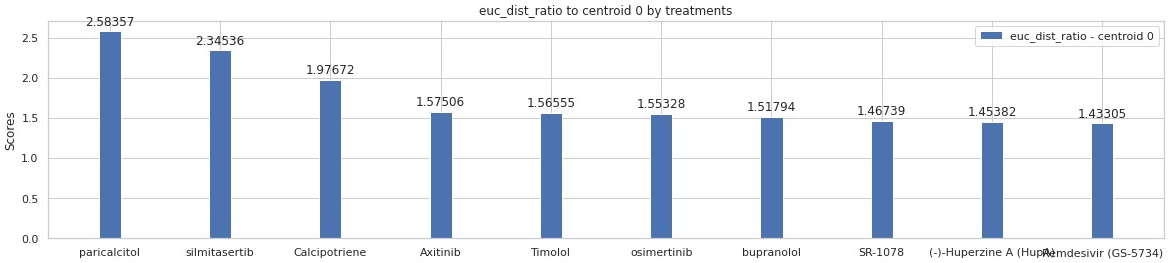 euc_dist_ratio to centroid 0 by treatments
euc_dist_ratio - centroid 0
Scores
2.5
2.0
1.5
1.0
0.5
0.0
2.58357
2.34536
1.97672
1.57506
1.56555
1.55328
1.51794
1.46739
1.45382
1.43305
paricalcitol
silmitasertib
Calcipotriene
Axitinib
Timolol
osimertinib
bupranolol
SR-1078
(-)-Huperzine A (HupA)
Remdesivir (GS-5734)